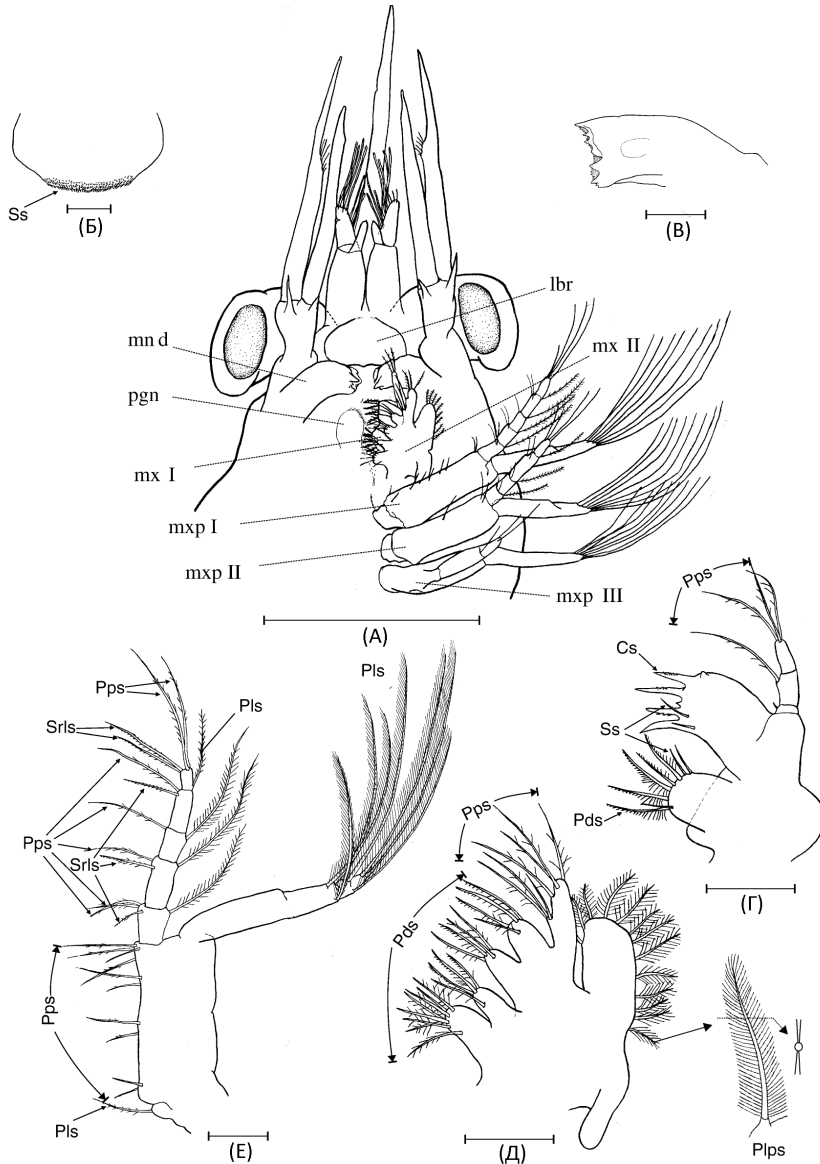 Ss
(Б)
(В)
lbr
mn d
mx II
pgn
mx I
mxp I
mxp II
mxp III
(А)
Pps
Cs
Ss
Pds
(Г)
Pps
Srls
Pls
Pls
Pps
Srls
Pps
Pls
(Е)
Pps
Pds
(Д)
Plps